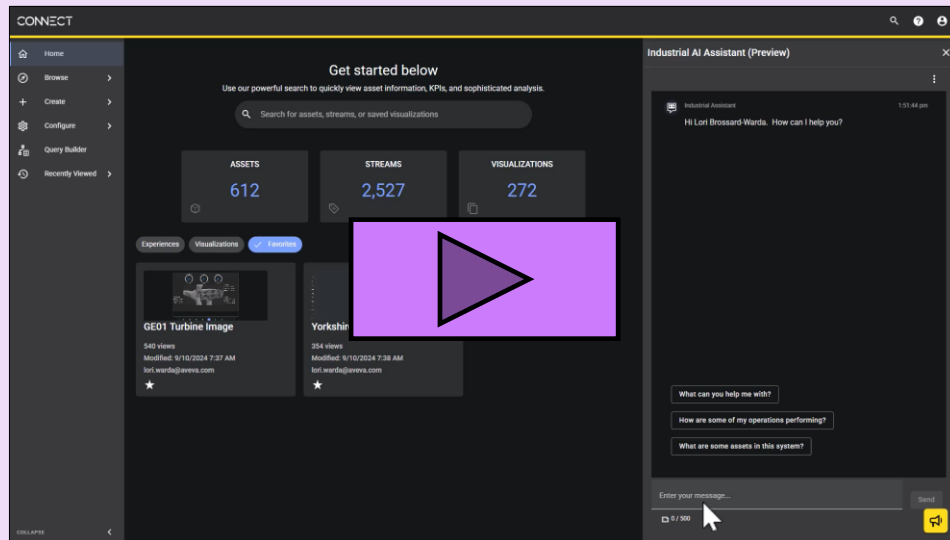 CONNECT
Home
Browse
Create
Configure
Query Builder
Recently Viewed
COLLAPSE
Get started below
Use our powerful search to quickly view asset information, KPIs, and sophisticated analysis.
Search for assets, streams, or saved visualizations
ASSETS
612
STREAMS
2,527
VISUALIZATIONS
272
Experiences
Visualizations
Favorites
GE01 Turbine Image
540 views
Modified: 9/10/2024 7:37 AM
lori.warda@aveva.com
Yorkshir
354 views
Modified: 9/10/2024 7:38 AM
lori.warda@aveva.com
Industrial AI Assistant (Preview)
Industrial Assistant
1:51:44 pm
Hi Lori Brossard-Warda. How can I help you?
What can you help me with?
How are some of my operations performing?
What are some assets in this system?
Enter your message...
Send
0 / 500